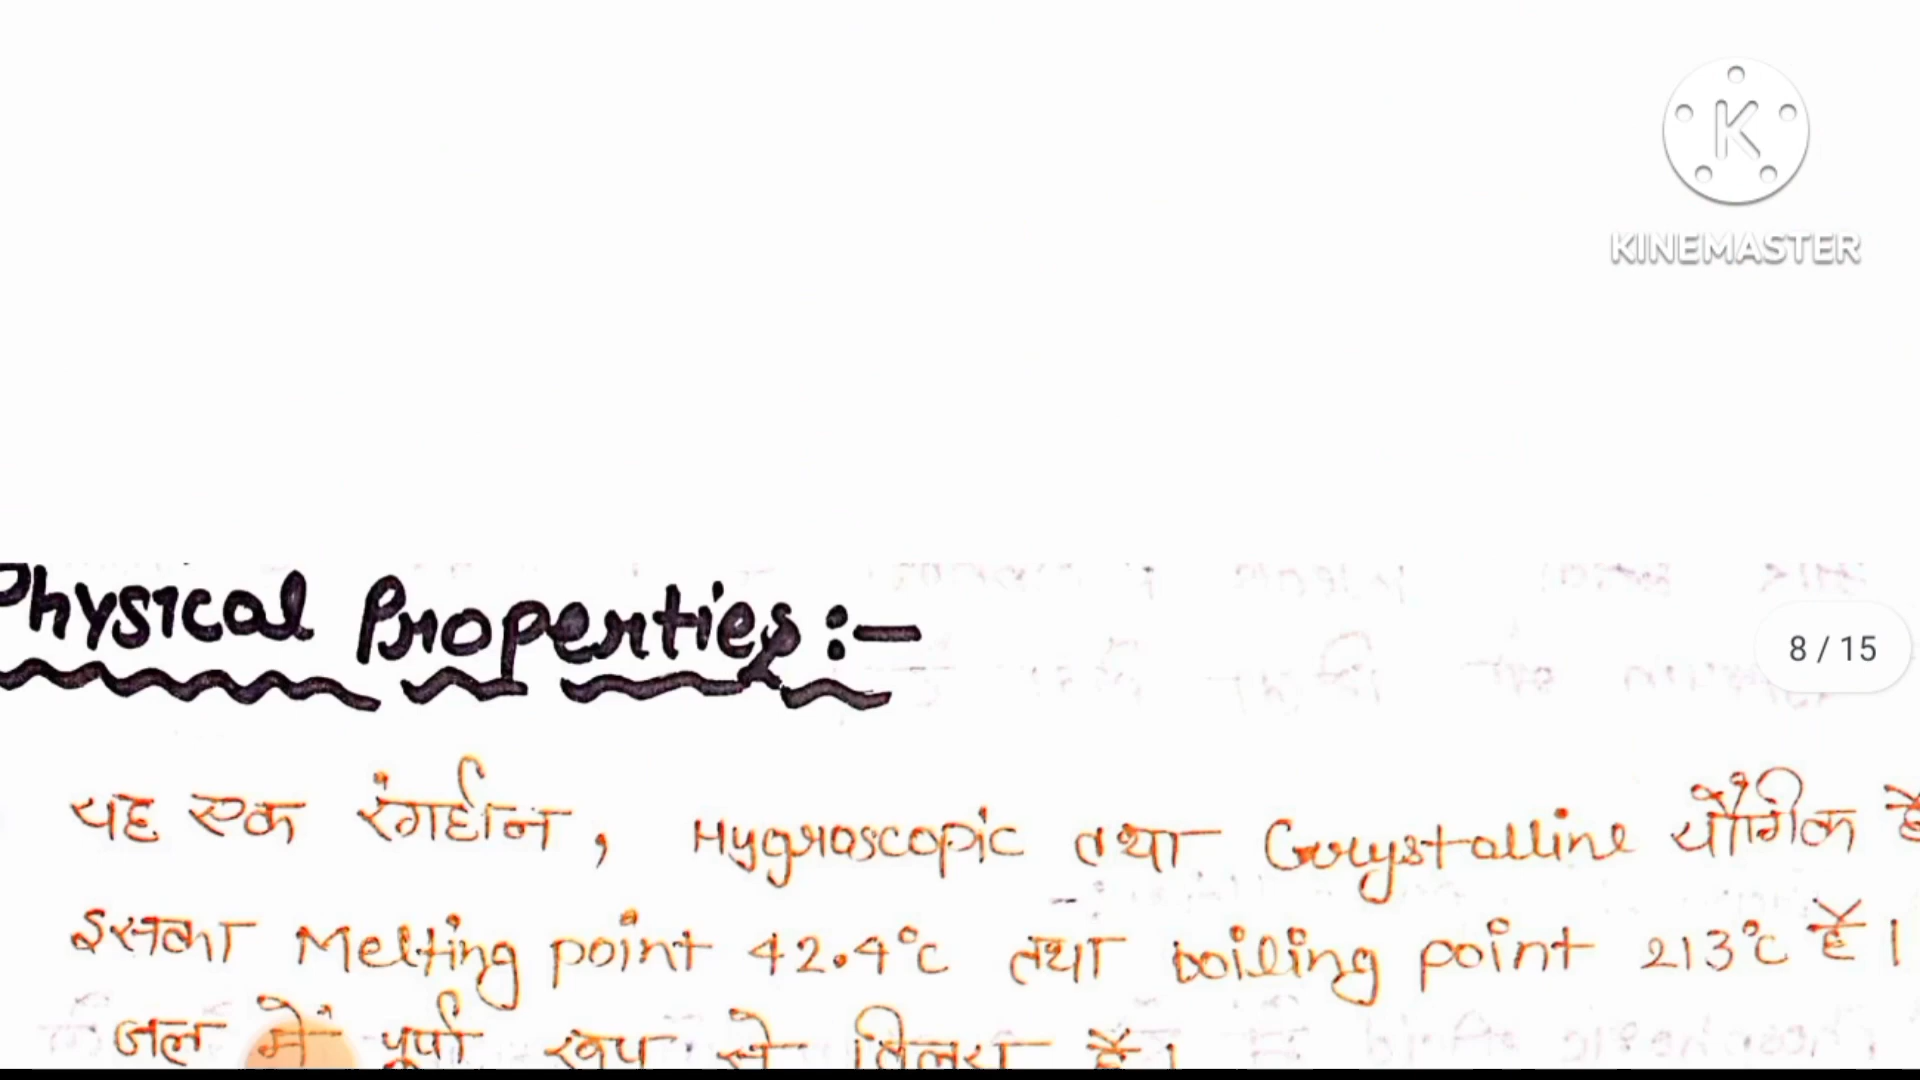 K
KINEMASTER
Physical Properties :-
8 / 15
यह एक रंगहीन, Hygroscopic तथा Crystalline यौगिक है
इसका Melting point 42.4°c तथा boiling point 213°c है।
जल में पूर्ण रूप से विलय है।